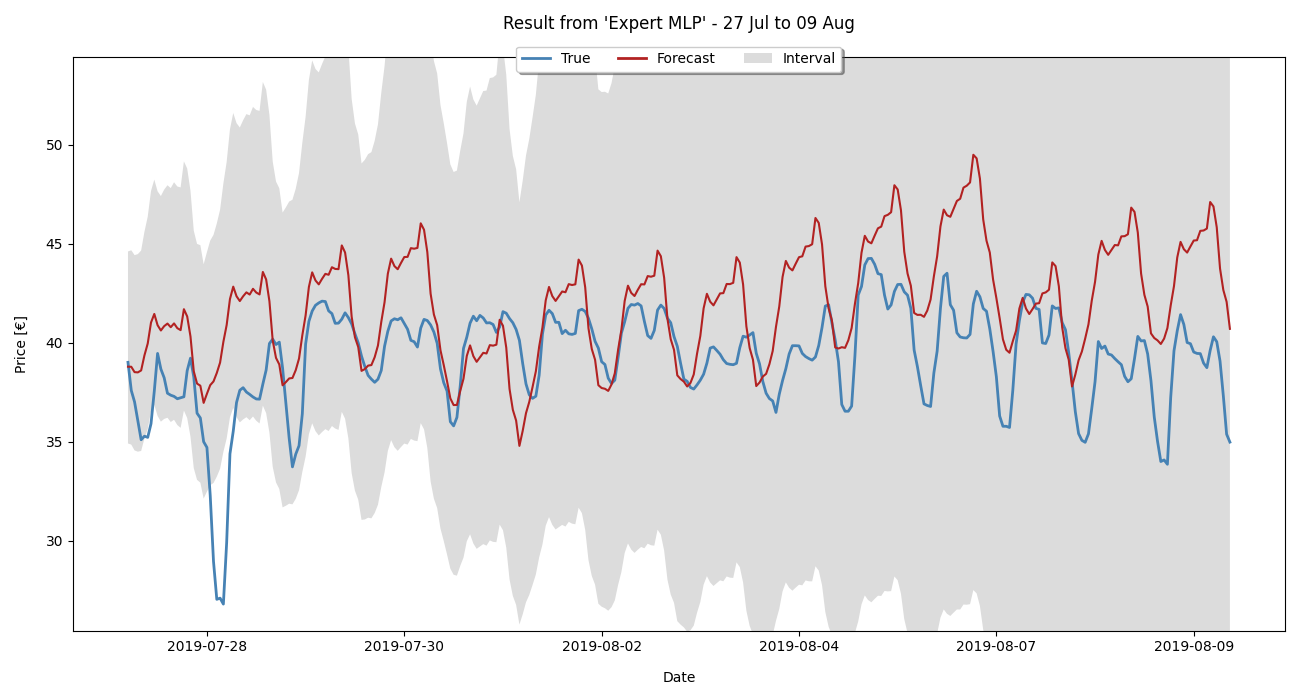 Result from 'Expert MLP' - 27 Jul to 09 Aug
True Forecast Interval
Price [€]
50
45
40
35
30
2019-07-28 2019-07-30 2019-08-02 2019-08-04 2019-08-07 2019-08-09
Date